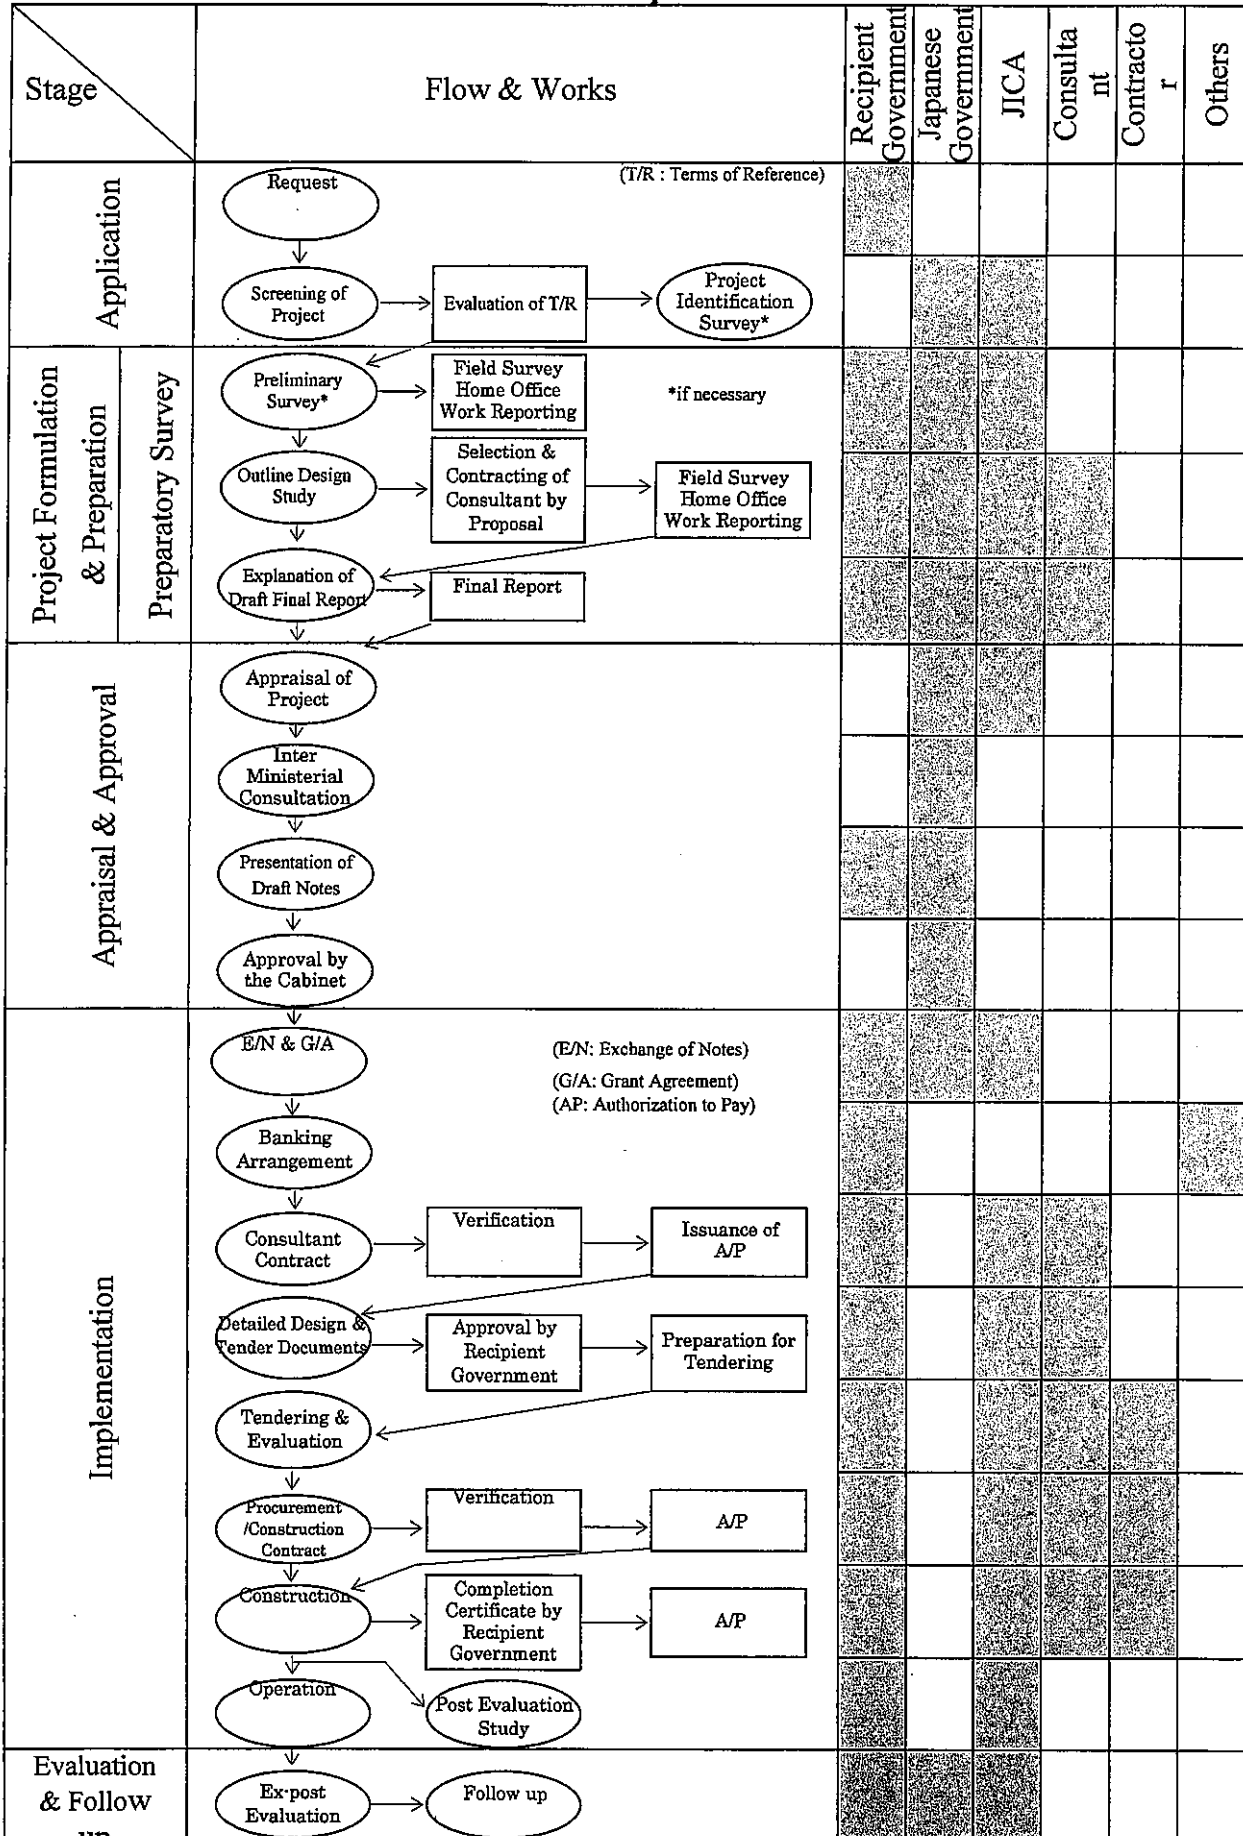 Stage
Flow & Works
Recipient
Government
Japanese
Government
JICA
Consulta
nt
Contracto
r
Others
Application
Request
(T/R : Terms of Reference)
Screening of
Project
Evaluation of T/R
Project
Identification
Survey*
Project Formulation
& Preparation
Preparatory Survey
Preliminary
Survey*
Field Survey
Home Office
Work Reporting
*if necessary
Outline Design
Study
Selection &
Contracting of
Consultant by
Proposal
Field Survey
Home Office
Work Reporting
Explanation of
Draft Final Report
Final Report
Appraisal & Approval
Appraisal of
Project
Inter
Ministerial
Consultation
Presentation of
Draft Notes
Approval by
the Cabinet
Implementation
E/N & G/A
(E/N: Exchange of Notes)
(G/A: Grant Agreement)
(AP: Authorization to Pay)
Banking
Arrangement
Consultant
Contract
Verification
Issuance of
A/P
Detailed Design &
Tender Documents
Approval by
Recipient
Government
Preparation for
Tendering
Tendering &
Evaluation
Procurement
/Construction
Contract
Verification
A/P
Construction
Completion
Certificate by
Recipient
Government
A/P
Operation
Post Evaluation
Study
Evaluation
& Follow
up
Ex-post
Evaluation
Follow up